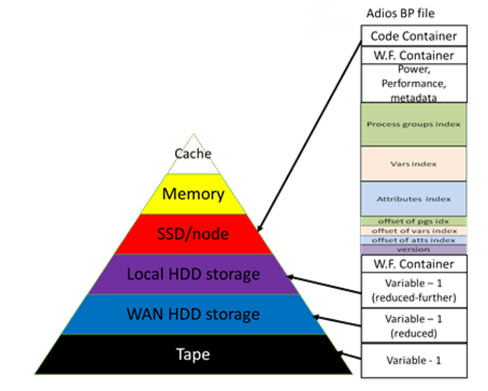 Adios BP file
Code Container
W.F. Container
Power,
Performance,
metadata
Process groups index
Vars index
Attributes index
offset of pgs idx
offset of vars index
offset of atts index
version
W.F. Container
Variable – 1
(reduced-further)
Variable – 1
(reduced)
Variable - 1
Cache
Memory
SSD/node
Local HDD storage
WAN HDD storage
Tape